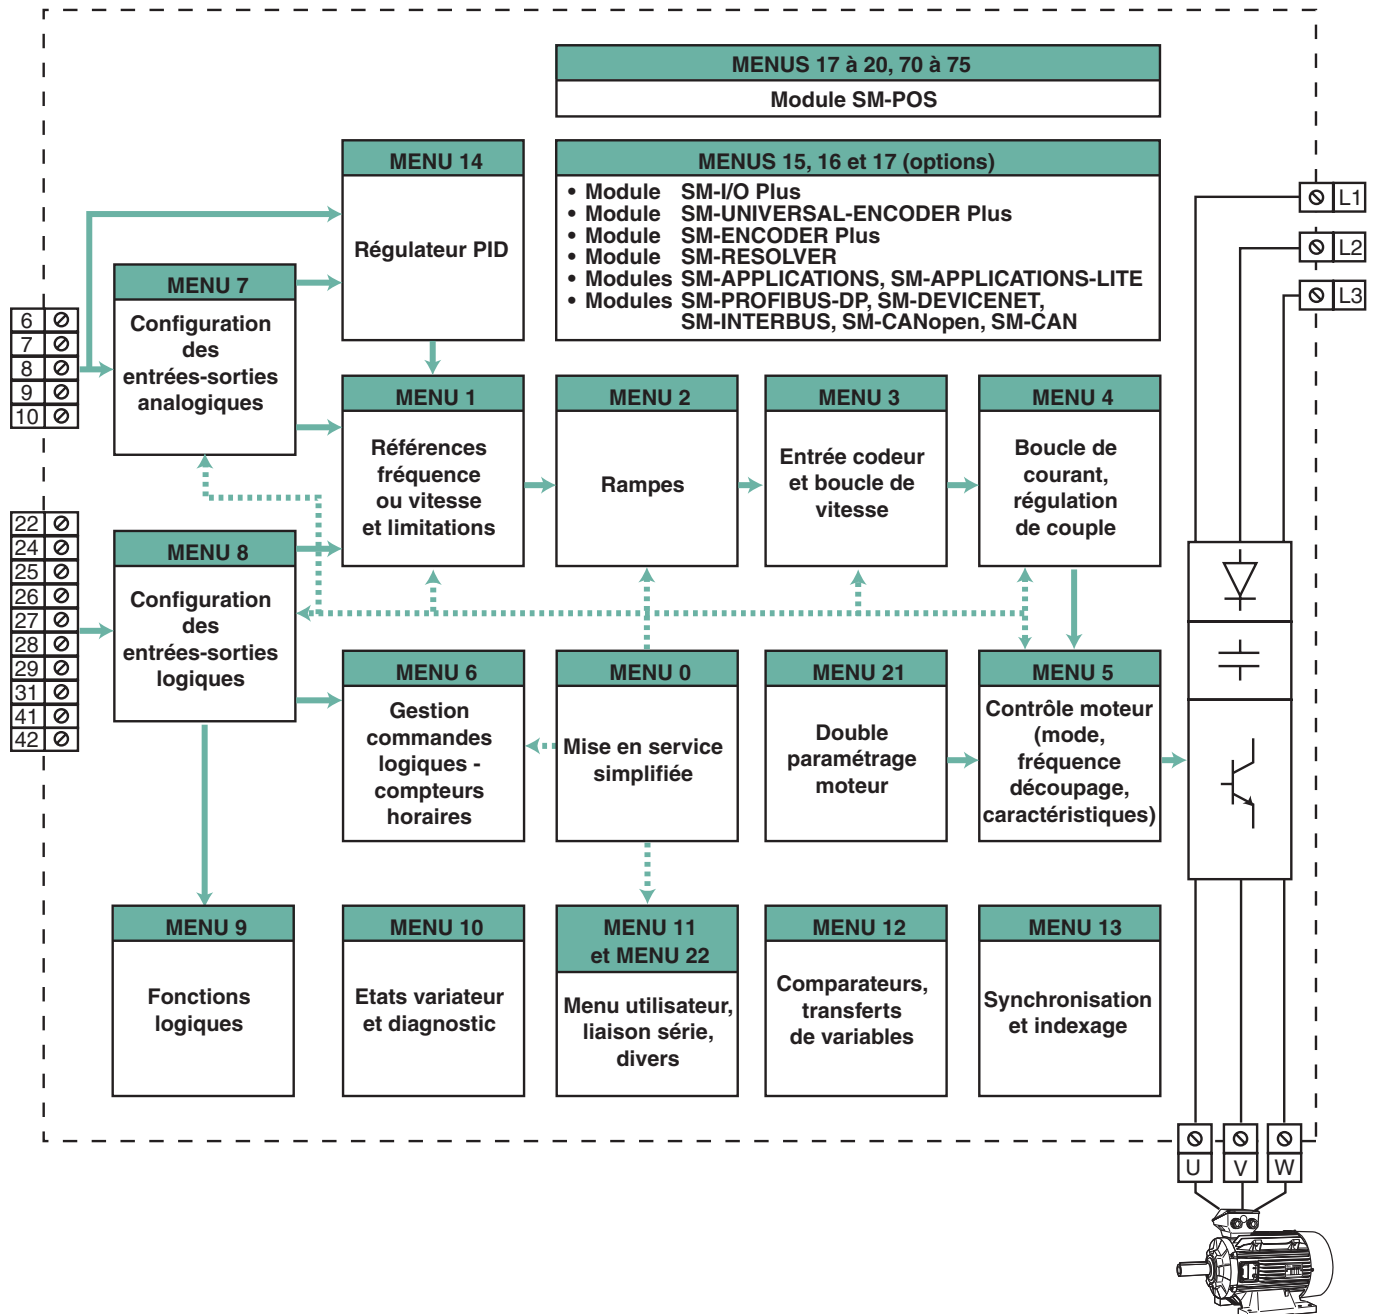 MENUS 17 à 20, 70 à 75
Module SM-POS
MENU 14
Régulateur PID
MENUS 15, 16 et 17 (options)
• Module SM-I/O Plus
• Module SM-UNIVERSAL-ENCODER Plus
• Module SM-ENCODER Plus
• Module SM-RESOLVER
• Modules SM-APPLICATIONS, SM-APPLICATIONS-LITE
• Modules SM-PROFIBUS-DP, SM-DEVICENET,
SM-INTERBUS, SM-CANopen, SM-CAN
L1
L2
L3
6
7
8
9
10
MENU 7
Configuration
des
entrées-sorties
analogiques
MENU 1
Références
fréquence
ou vitesse
et limitations
MENU 2
Rampes
MENU 3
Entrée codeur
et boucle de
vitesse
MENU 4
Boucle de
courant,
régulation
de couple
22
24
25
26
27
28
29
31
41
42
MENU 8
Configuration
des
entrées-sorties
logiques
MENU 6
Gestion
commandes
logiques -
compteurs
horaires
MENU 0
Mise en service
simplifiée
MENU 21
Double
paramétrage
moteur
MENU 5
Contrôle moteur
(mode,
fréquence
découpage,
caractéristiques)
MENU 9
Fonctions
logiques
MENU 10
Etats variateur
et diagnostic
MENU 11
et MENU 22
Menu utilisateur,
liaison série,
divers
MENU 12
Comparateurs,
transferts
de variables
MENU 13
Synchronisation
et indexage
U
V
W